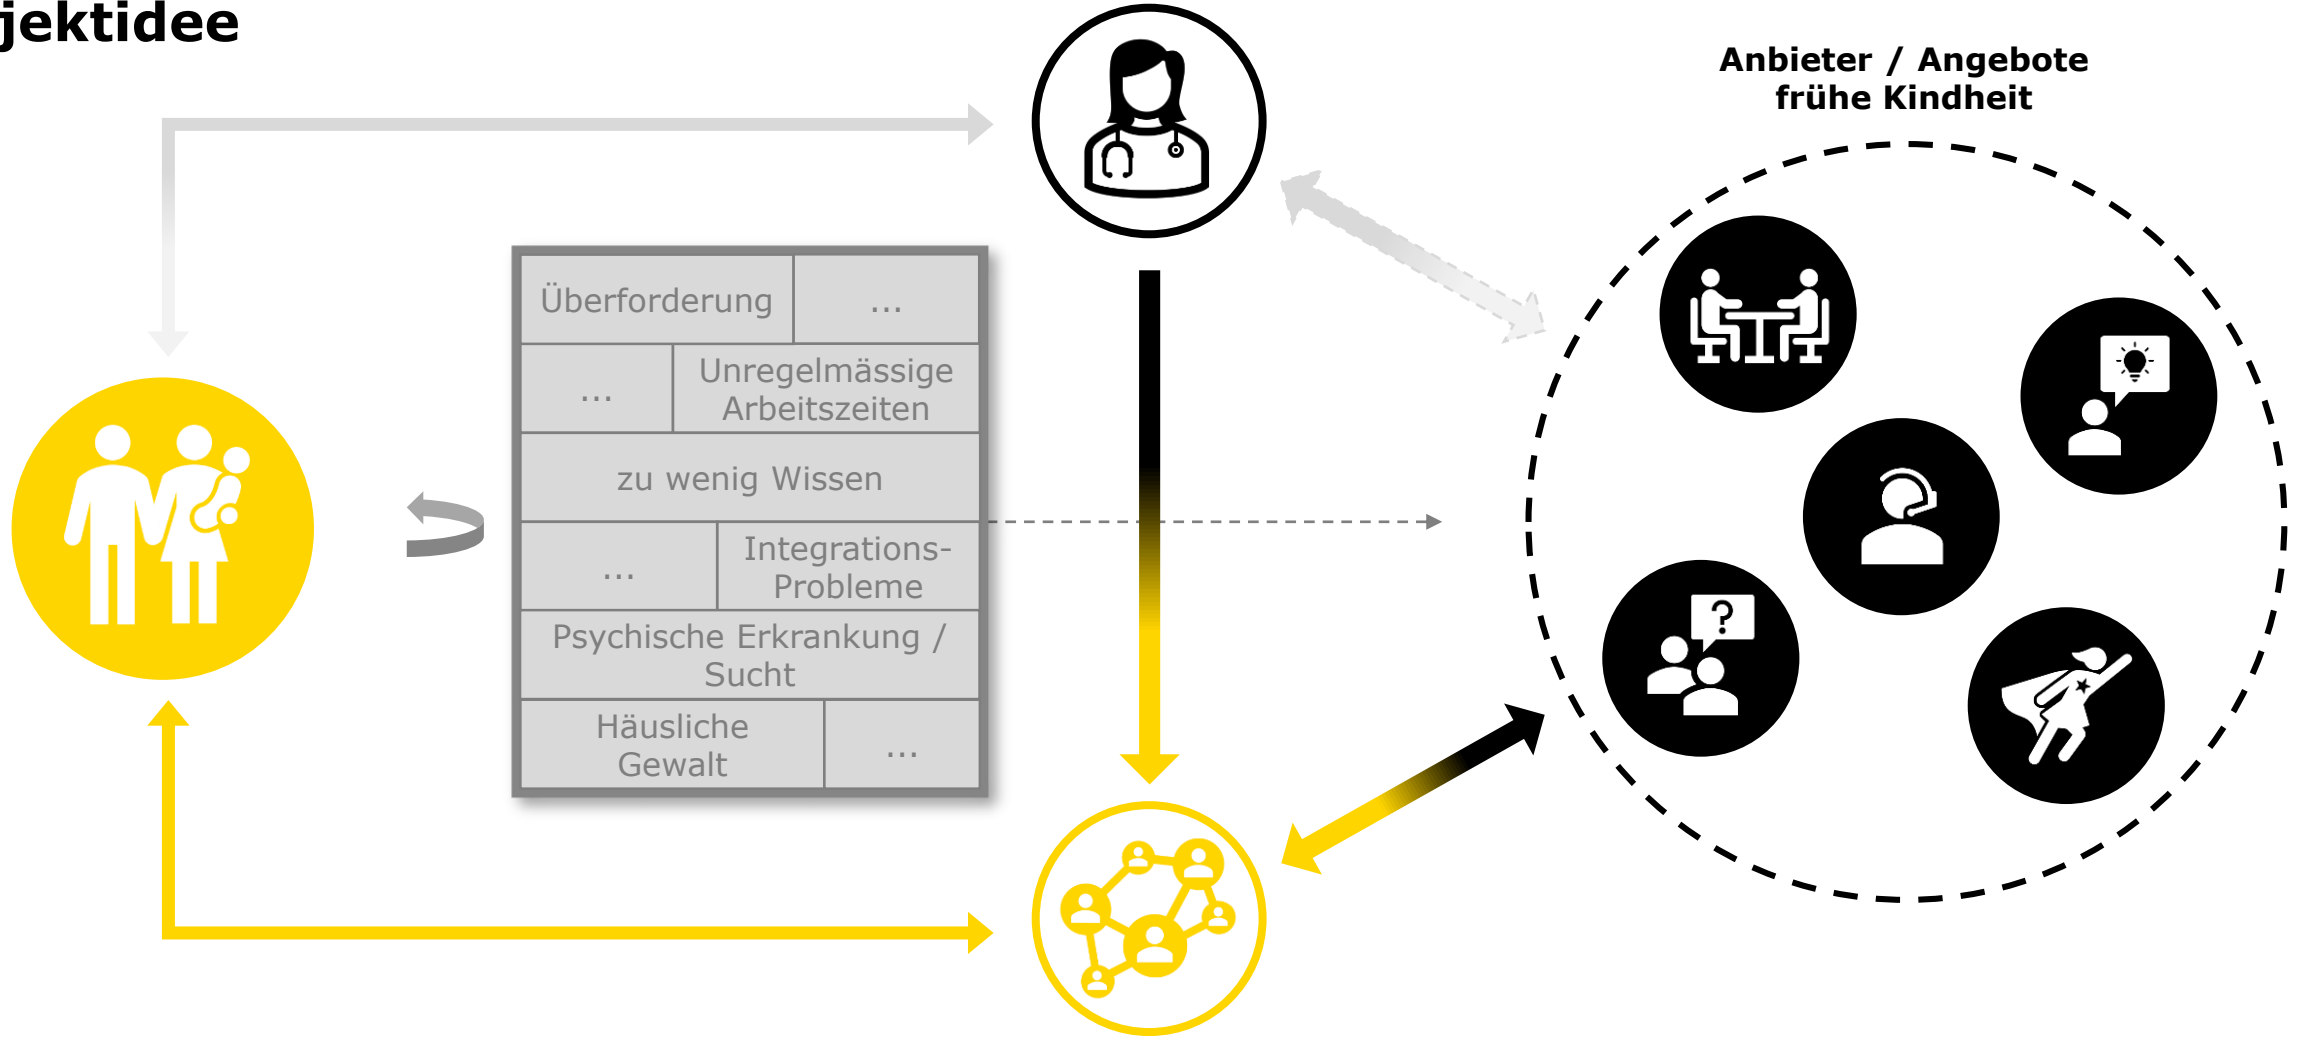 jektidee
Anbieter / Angebote
frühe Kindheit
Überforderung
...
...
Unregelmässige
Arbeitszeiten
zu wenig Wissen
...
Integrations-
Probleme
Psychische Erkrankung /
Sucht
Häusliche
Gewalt
...
?